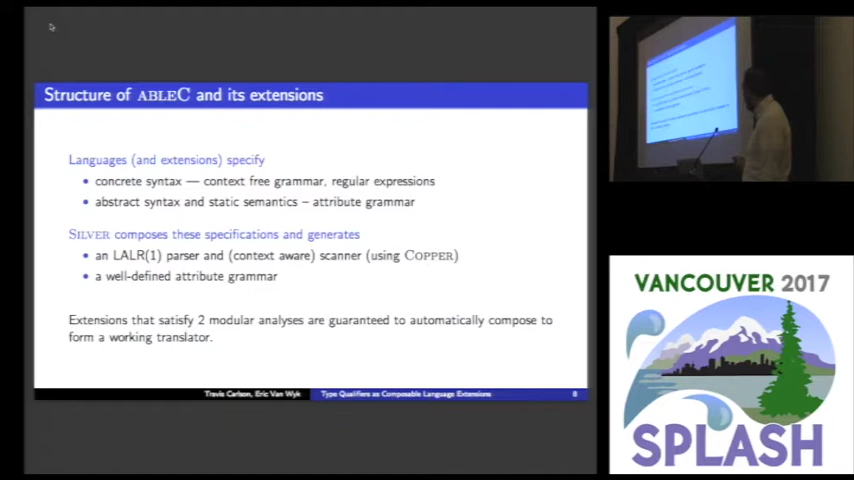 Structure of ABLEC and its extensions
Languages (and extensions) specify
• concrete syntax — context free grammar, regular expressions
• abstract syntax and static semantics – attribute grammar
SILVER composes these specifications and generates
• an LALR(1) parser and (context aware) scanner (using COPPER)
• a well-defined attribute grammar
Extensions that satisfy 2 modular analyses are guaranteed to automatically compose to
form a working translator.
Travis Carlson, Eric Van Wyk
Type Qualifiers as Composable Language Extensions
8
VANCOUVER 2017
SPLASH